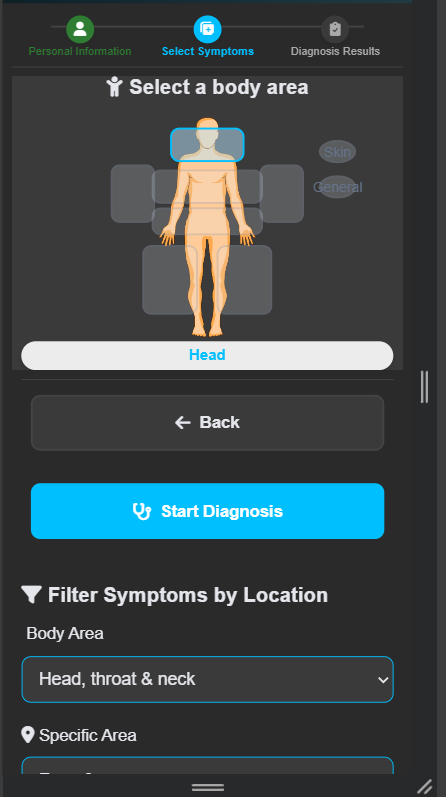 Personal Information
Select Symptoms
Diagnosis Results
Select a body area
Skin
General
Head
Back
Start Diagnosis
Filter Symptoms by Location
Body Area
Head, throat & neck
Specific Area